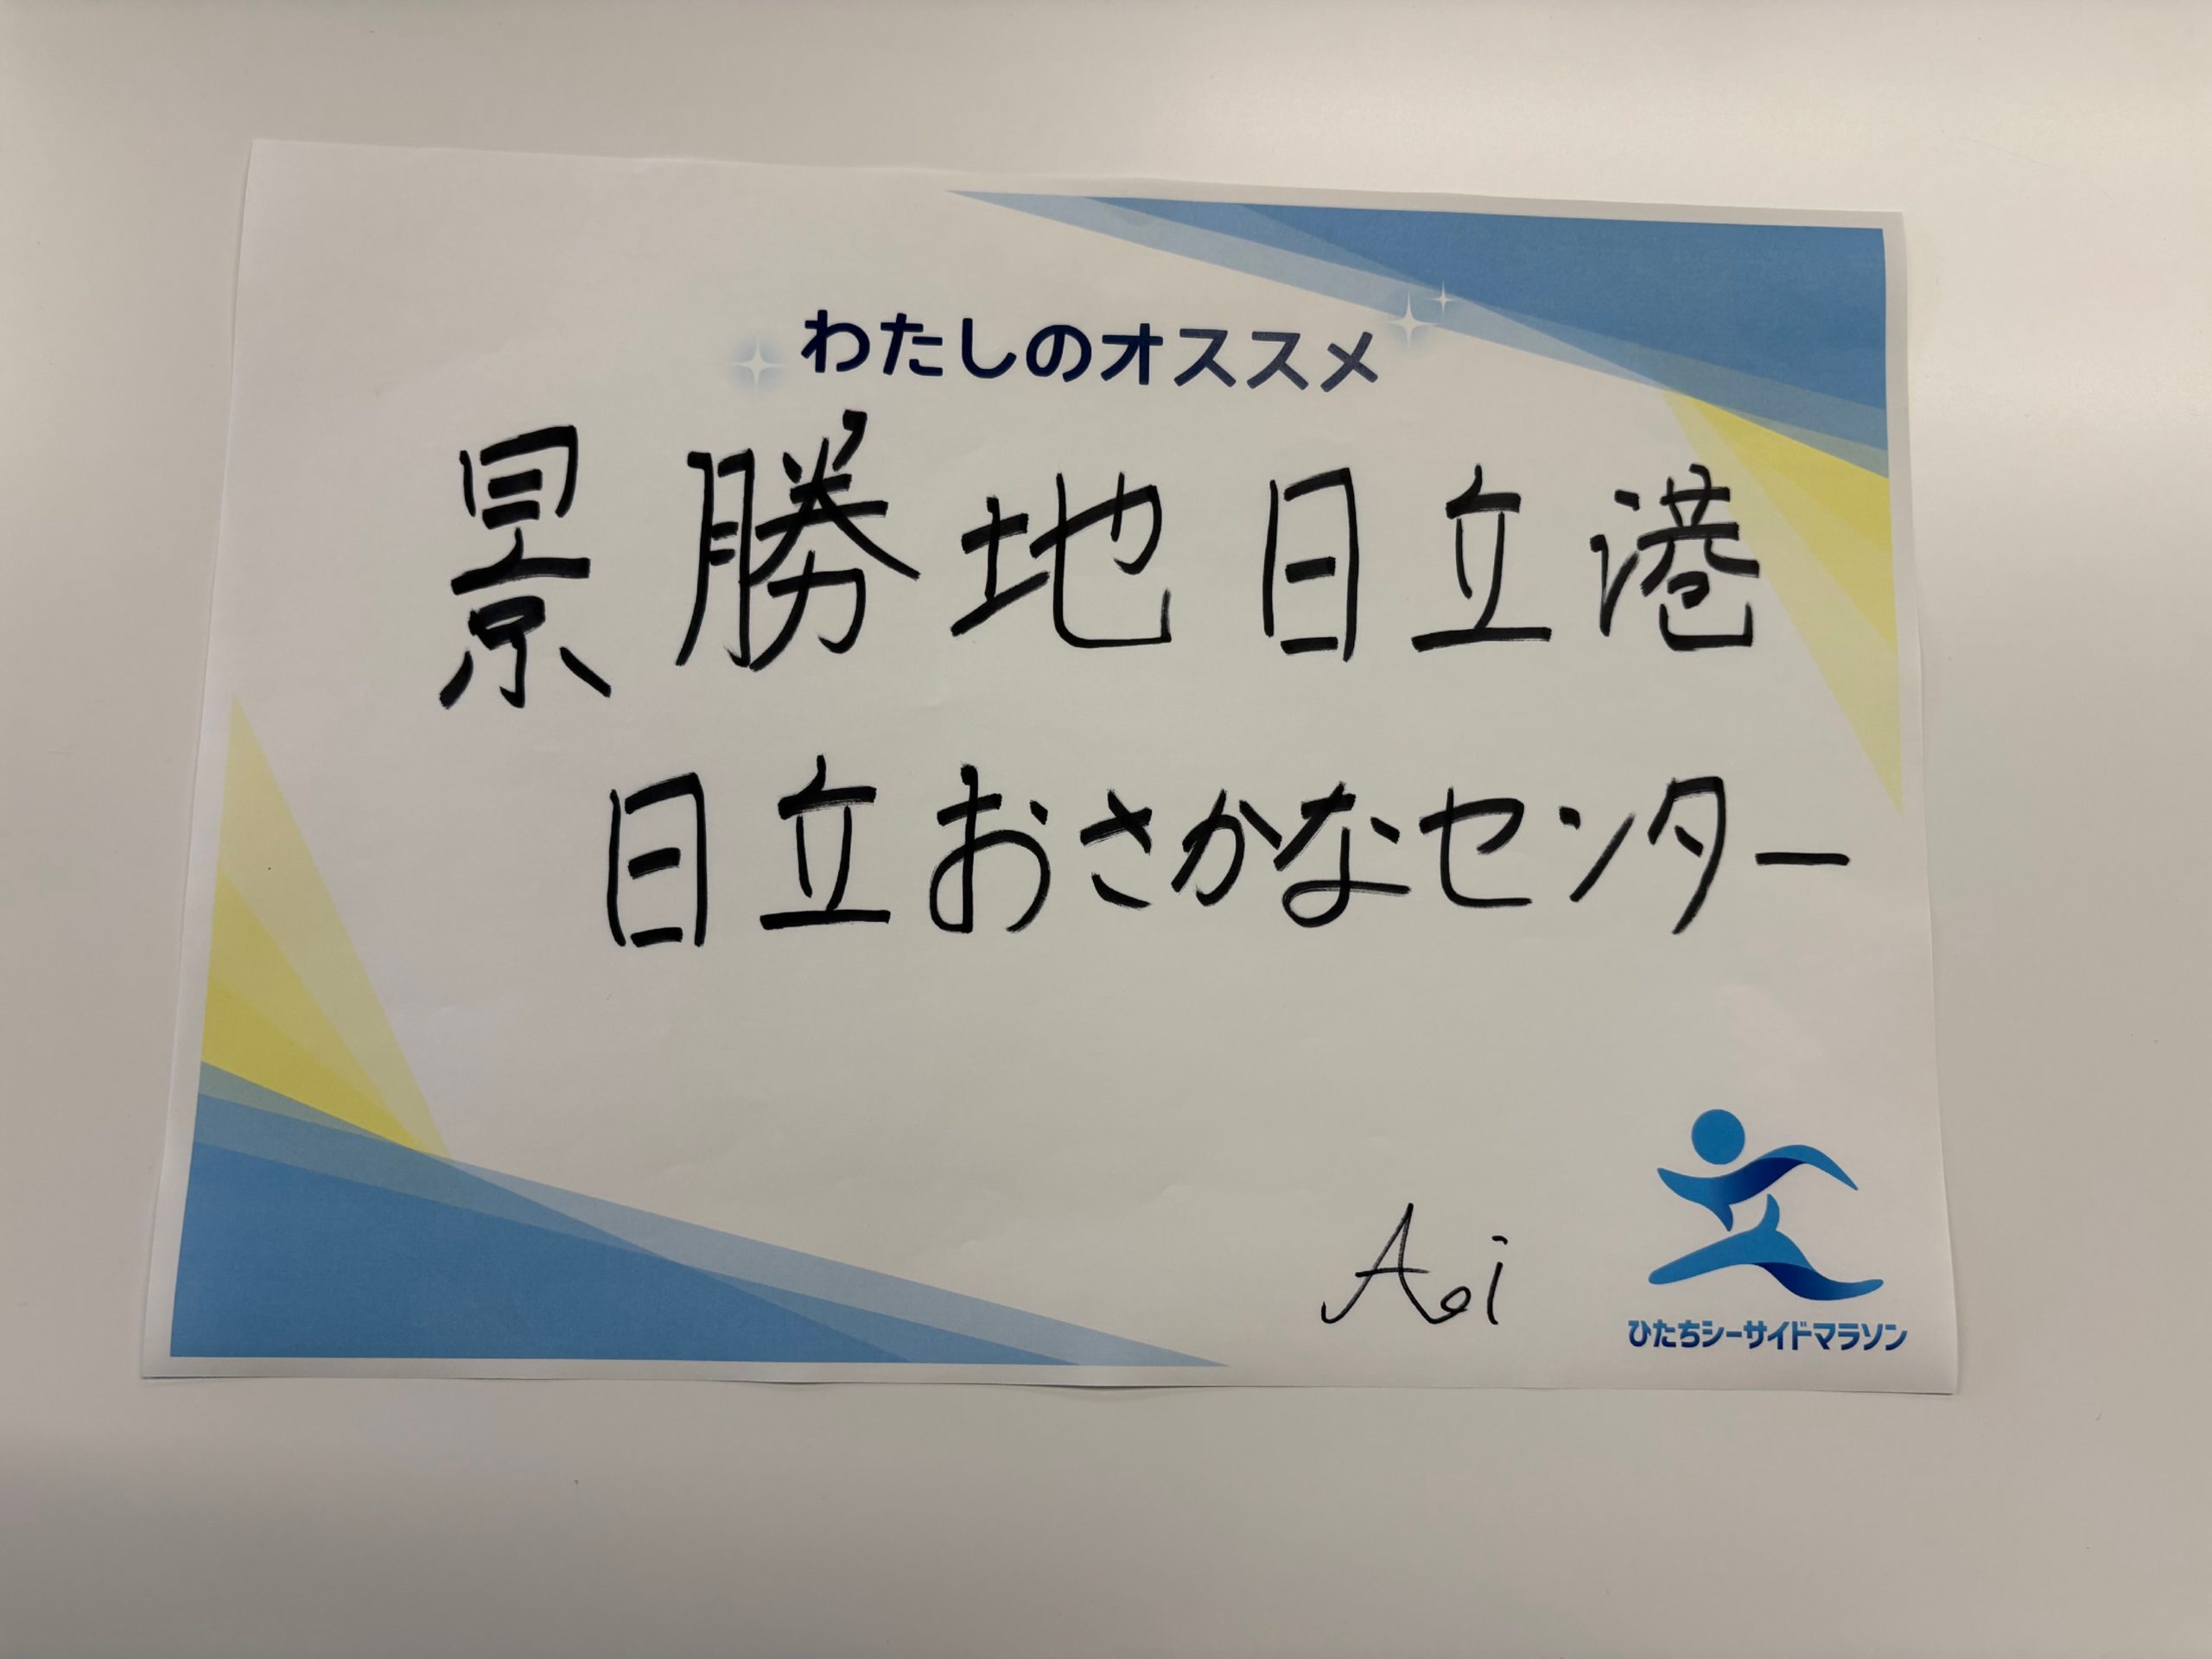 わたしのオススメ
景勝地日立港
日立おさかなセンター
Aoi
ひたちシーサイドマラソン